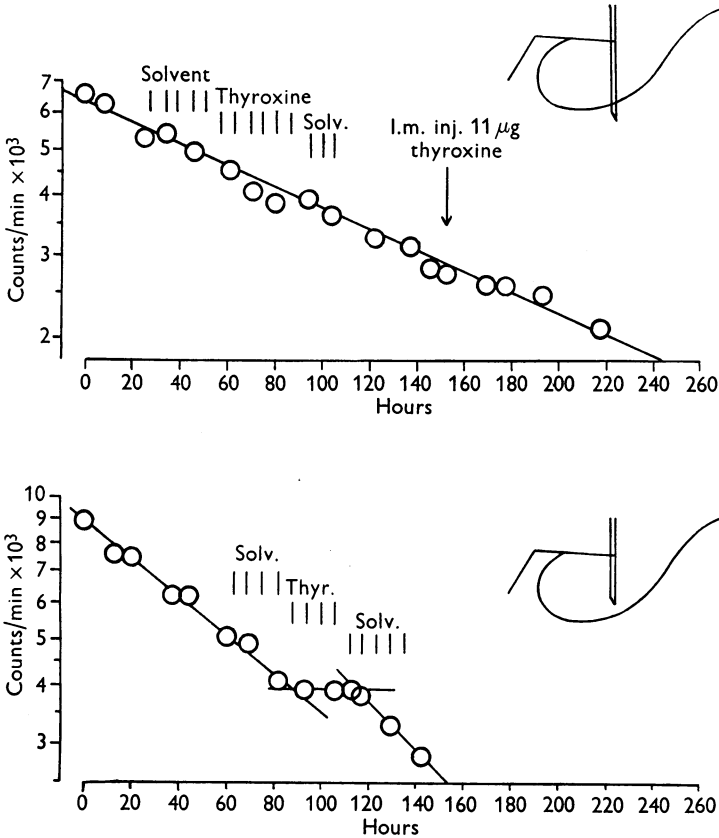 Solvent
Thyroxine
Solv.
I.m. inj. 11 μg
thyroxine
Counts/min ×10³
7
6
5
4
3
2
0 20 40 60 80 100 120 140 160 180 200 220 240 260
Hours
Solv.
Thyr.
Solv.
Counts/min ×10³
10
9
8
7
6
5
4
3
0 20 40 60 80 100 120 140 160 180 200 220 240 260
Hours